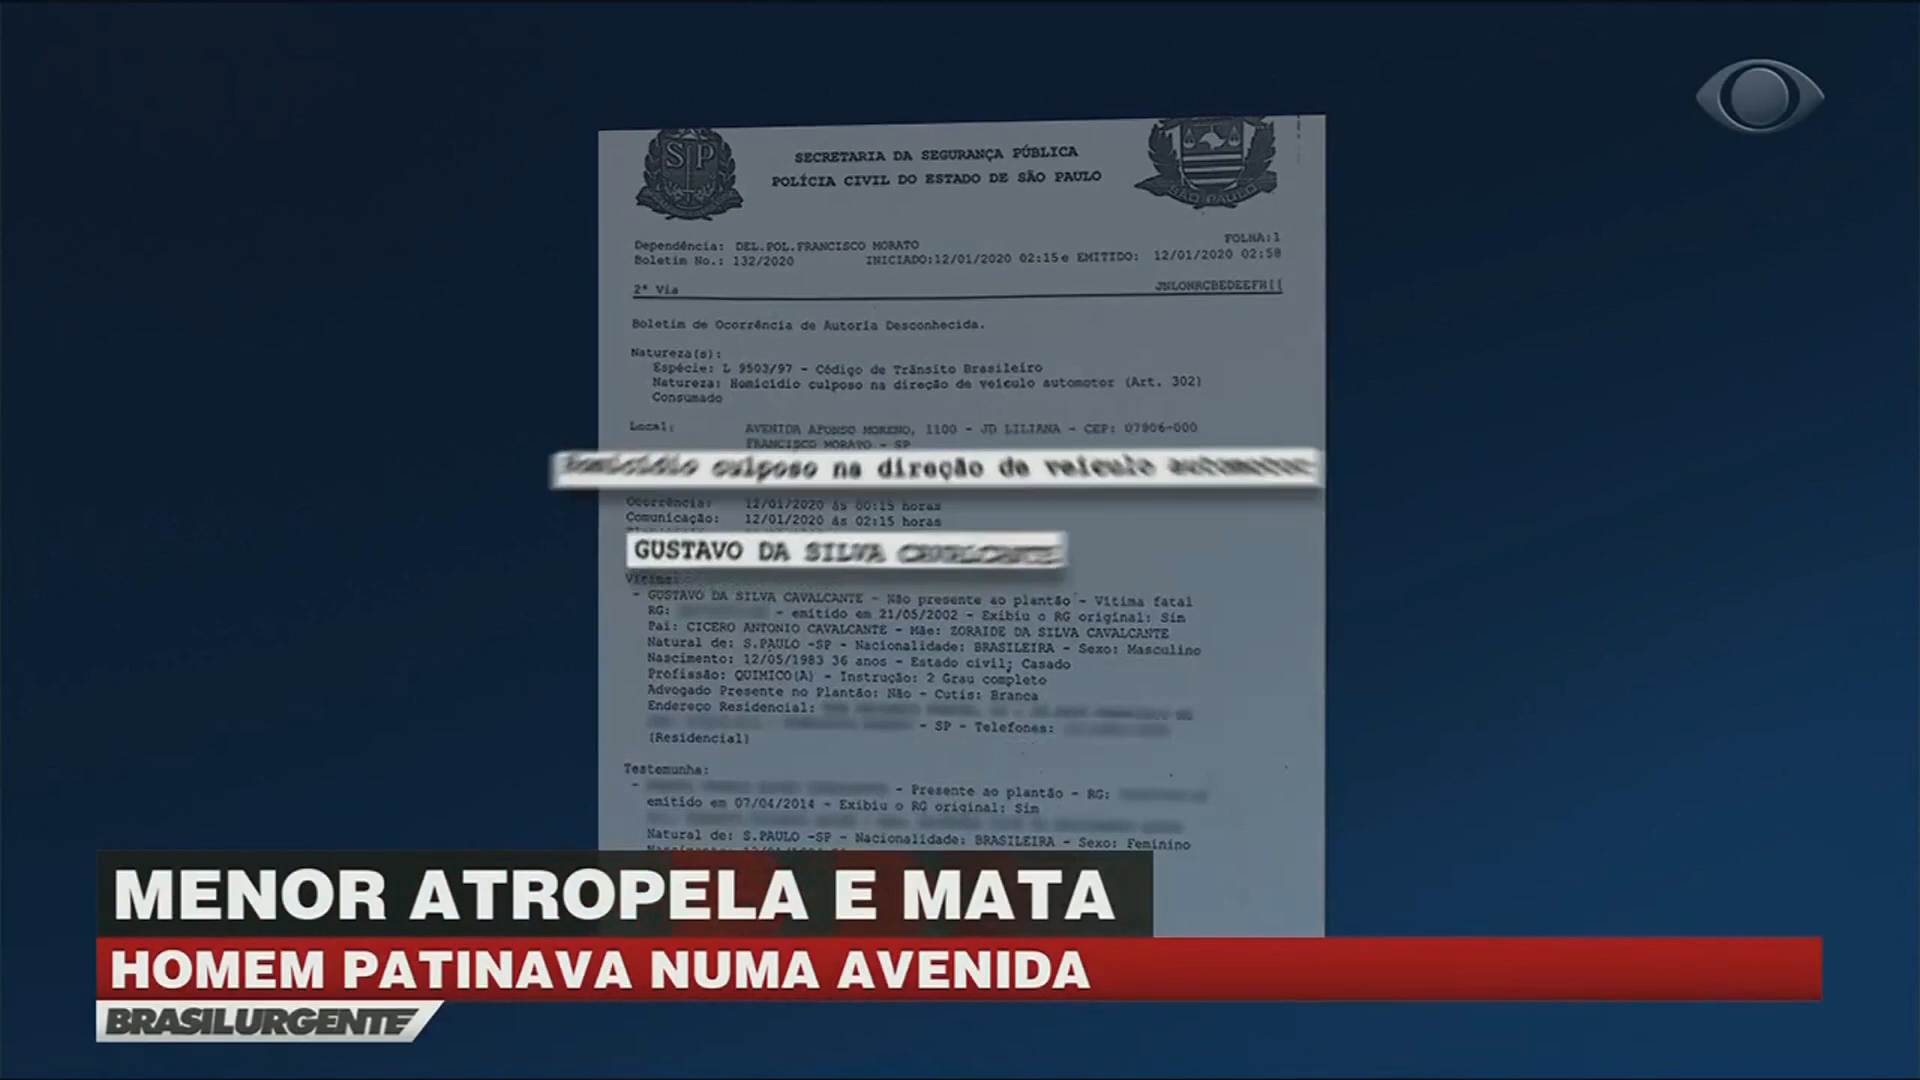 SP
SECRETARIA DA SEGURANÇA PÚBLICA
POLÍCIA CIVIL DO ESTADO DE SÃO PAULO
SÃO PAULO
Dependência: DEL.POL.FRANCISCO MORATO
FOLHA:1
Boletim No.: 132/2020 INICIADO:12/01/2020 02:15 e EMITIDO: 12/01/2020 02:58
2ª Via
Boletim de Ocorrência de Autoria Desconhecida.
Natureza(s):
Espécie: L 9503/97 - Código de Trânsito Brasileiro
Natureza: Homicídio culposo na direção de veículo automotor (Art. 302)
Consumado
Local: AVENIDA AFONSO MORENO, 1100 - JD LILIANA - CEP: 07906-000
FRANCISCO MORATO - SP
Homicídio culposo na direção de veículo automotor
Ocorrência: 12/01/2020 às 00:15 horas
Comunicação: 12/01/2020 às 02:15 horas
GUSTAVO DA SILVA CAVALCANTE
Vítima:
- GUSTAVO DA SILVA CAVALCANTE - Não presente ao plantão - Vítima fatal
RG: - emitido em 21/05/2002 - Exibiu o RG original: Sim
Pai: CICERO ANTONIO CAVALCANTE - Mãe: ZORAIDE DA SILVA CAVALCANTE
Natural de: S.PAULO -SP - Nacionalidade: BRASILEIRA - Sexo: Masculino
Nascimento: 12/05/1983 36 anos - Estado civil: Casado
Profissão: QUIMICO(A) - Instrução: 2 Grau completo
Advogado Presente no Plantão: Não - Cutis: Branca
Endereço Residencial:
- SP - Telefones:
(Residencial)
Testemunha:
- - Presente ao plantão - RG:
emitido em 07/04/2014 - Exibiu o RG original: Sim
Natural de: S.PAULO -SP - Nacionalidade: BRASILEIRA - Sexo: Feminino
MENOR ATROPELA E MATA
HOMEM PATINAVA NUMA AVENIDA
BRASILURGENTE